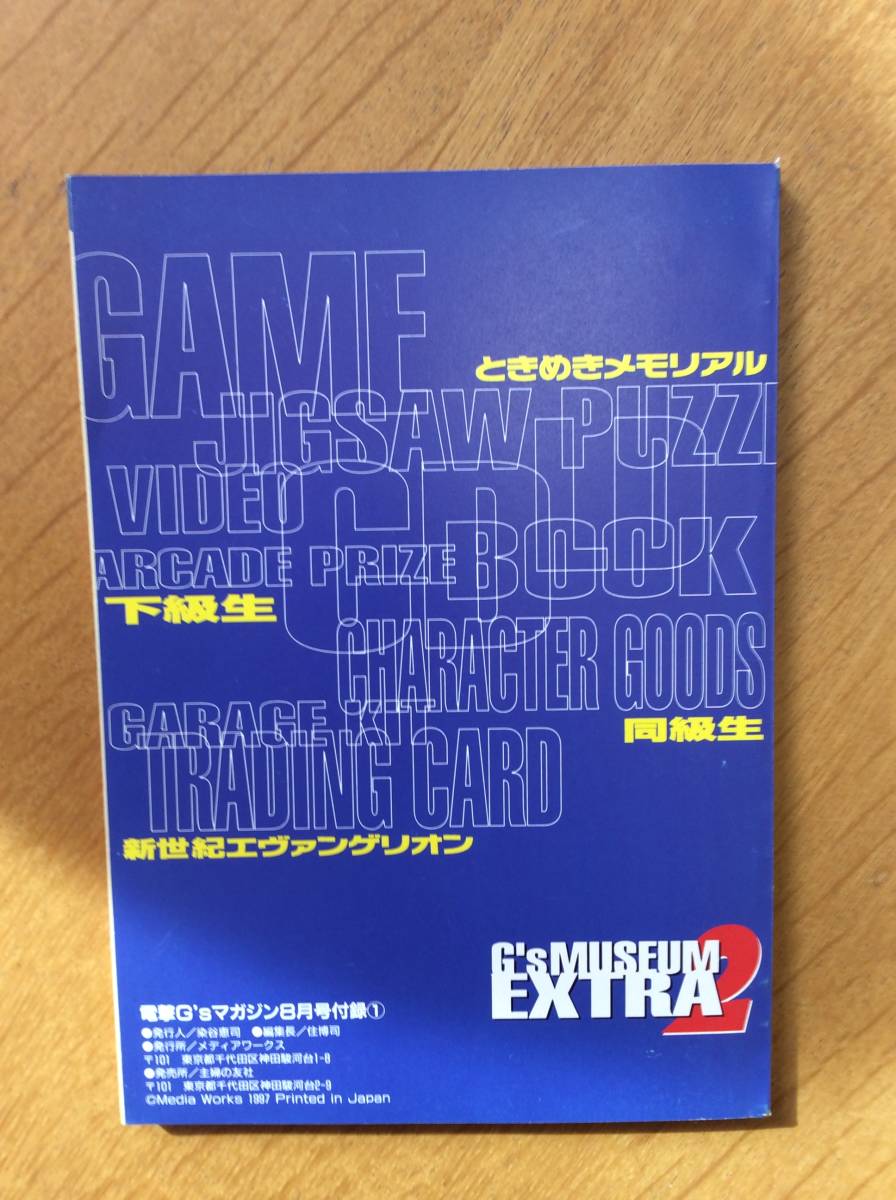 GAME
ときめきメモリアル
JIGSAW PUZZL
CD
VIDEO
BOOK
ARCADE PRIZE
下級生
CHARACTER GOODS
GARAGE KIT
同級生
TRADING CARD
新世紀エヴァンゲリオン
G'sMUSEUM
EXTRA2
電撃G'sマガジン8月号付録①
●発行人/染谷恵司 ●編集長/住博司
●発行所/メディアワークス
〒101 東京都千代田区神田駿河台1-8
●発売所/主婦の友社
〒101 東京都千代田区神田駿河台2-9
©Media Works 1997 Printed in Japan